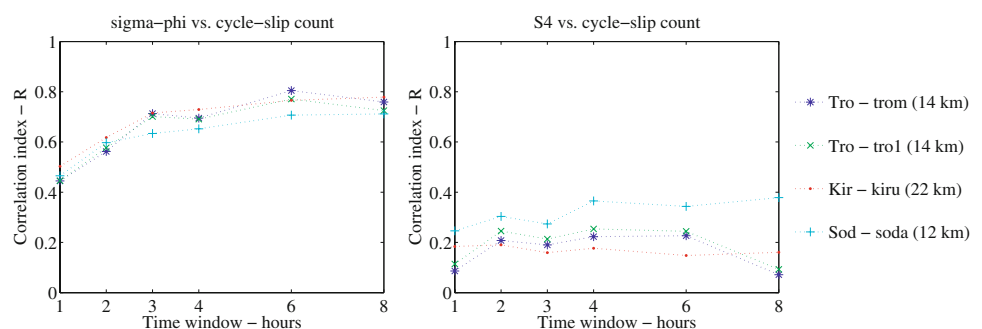 sigma−phi vs. cycle−slip count
1
0.8
0.6
0.4
0.2
0
Correlation index − R
1 2 3 4 6 8
Time window − hours
S4 vs. cycle−slip count
1
0.8
0.6
0.4
0.2
0
Correlation index − R
1 2 3 4 6 8
Time window − hours
Tro − trom (14 km)
Tro − tro1 (14 km)
Kir − kiru (22 km)
Sod − soda (12 km)